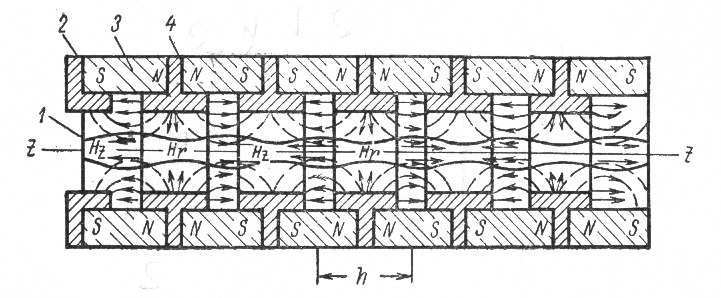 2 3 4
S N N S S N N S S N N S
1
z Hz Hr Hz Hr z
S N N S S N N S S N N S
h